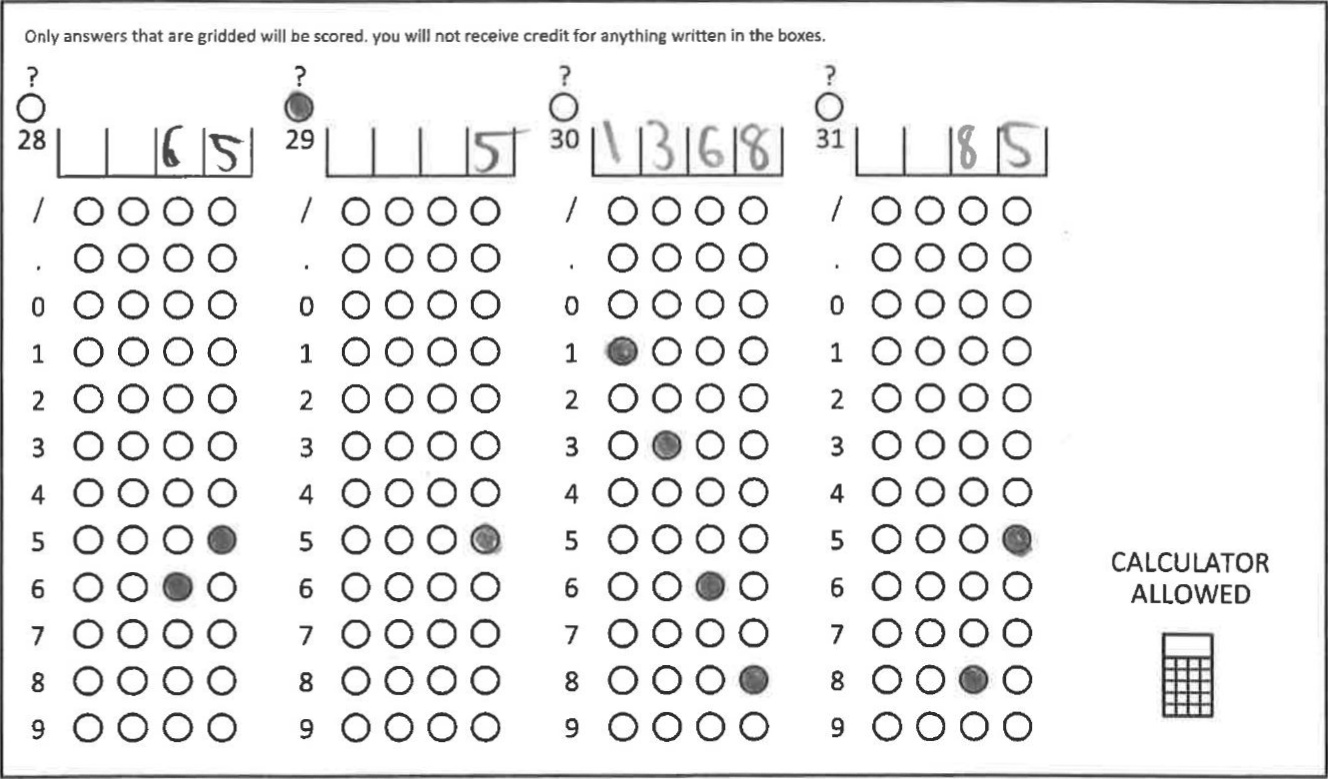 Only answers that are gridded will be scored. you will not receive credit for anything written in the boxes.
? ? ? ?
28 6 5 29 5 30 1 3 6 8 31 8 5
/ / / /
. . . .
0 0 0 0
1 1 1 1
2 2 2 2
3 3 3 3
4 4 4 4
5 5 5 5
6 6 6 6
7 7 7 7
8 8 8 8
9 9 9 9
CALCULATOR
ALLOWED